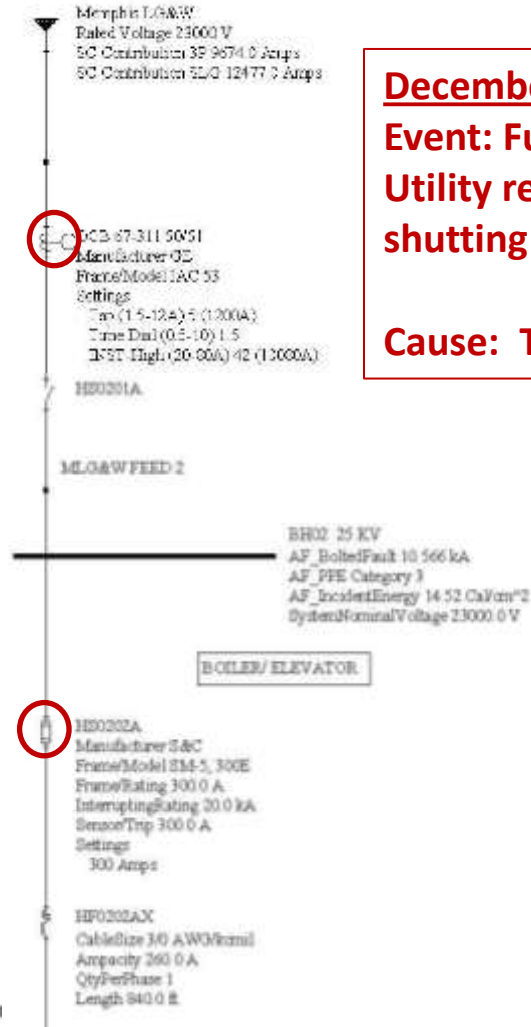 Memphis LG&W
Rated Voltage 23000 V
SC Contribution 3P 9674.0 Amps
SC Contribution SLG 12477.0 Amps
Decembe
Event: Fu
Utility re
shutting
Cause: T
OCB 67-311 50/51
Manufacturer GE
Frame/Model IAC 53
Settings
Tap (1.5-12A) 5 (1200A)
Time Dial (0.5-10) 1.5
INST-High (20-80A) 42 (10080A)
HS0201A
MLG&W FEED 2
BH02 25 KV
AF_BoltedFault 10.566 kA
AF_PPE Category 3
AF_IncidentEnergy 14.52 Cal/cm^2
SystemNominalVoltage 23000.0 V
BOILER/ ELEVATOR
HS0202A
Manufacturer S&C
Frame/Model SM-5, 300E
Frame/Rating 300.0 A
InterruptingRating 20.0 kA
Sensor/Trip 300.0 A
Settings
300 Amps
HF0202AX
CableSize 3/0 AWG/kcmil
Ampacity 260.0 A
QtyPerPhase 1
Length 840.0 ft